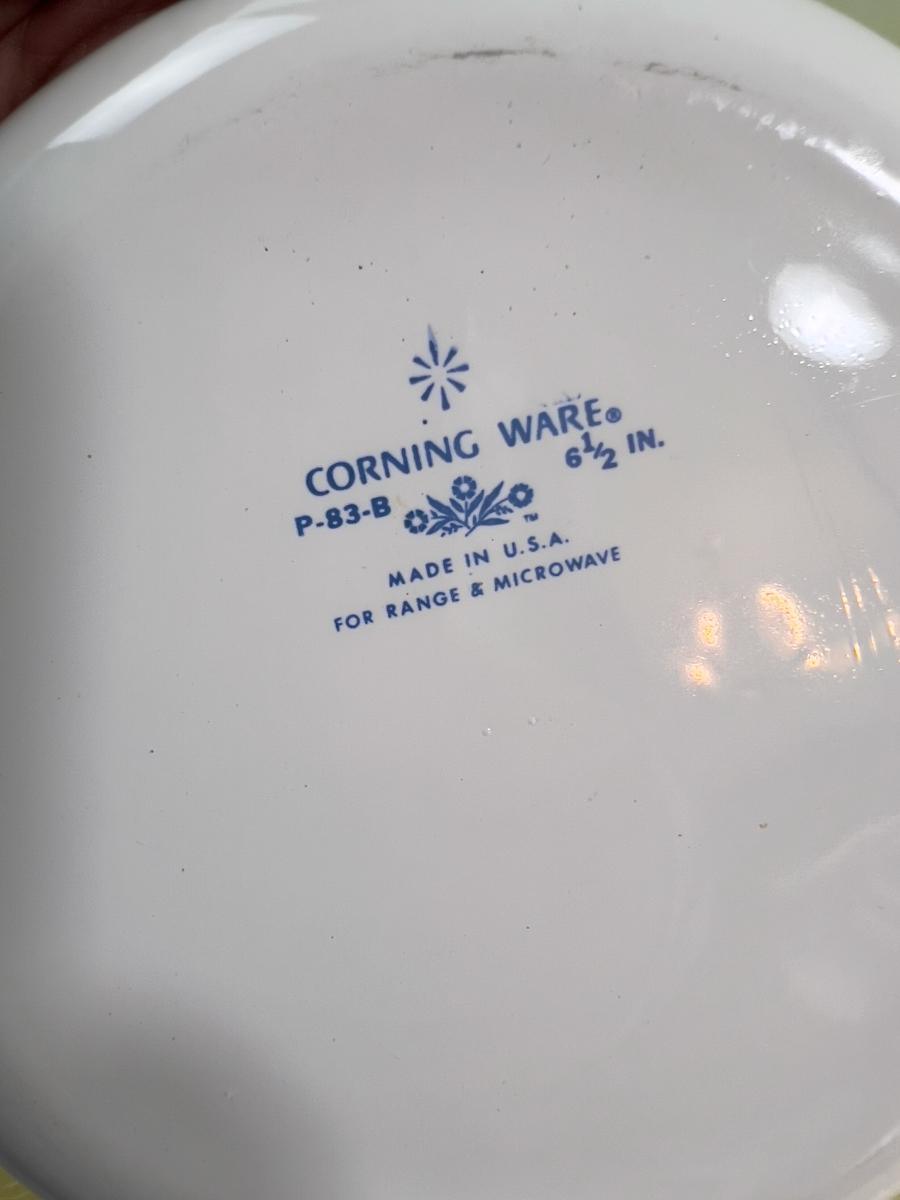 CORNING WARE®
P-83-B 6½ IN.
™
MADE IN U.S.A.
FOR RANGE & MICROWAVE